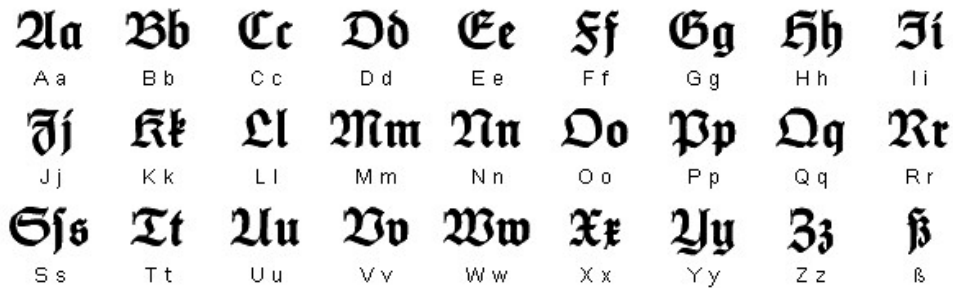 Aa Bb Cc Dd Ee Ff Gg Hh Ii
A a B b C c D d E e F f G g H h I i
Jj Kk Ll Mm Nn Oo Pp Qq Rr
J j K k L l M m N n O o P p Q q R r
Sſs Tt Uu Vv Ww Xx Yy Zz ß
S s T t U u V v W w X x Y y Z z ß